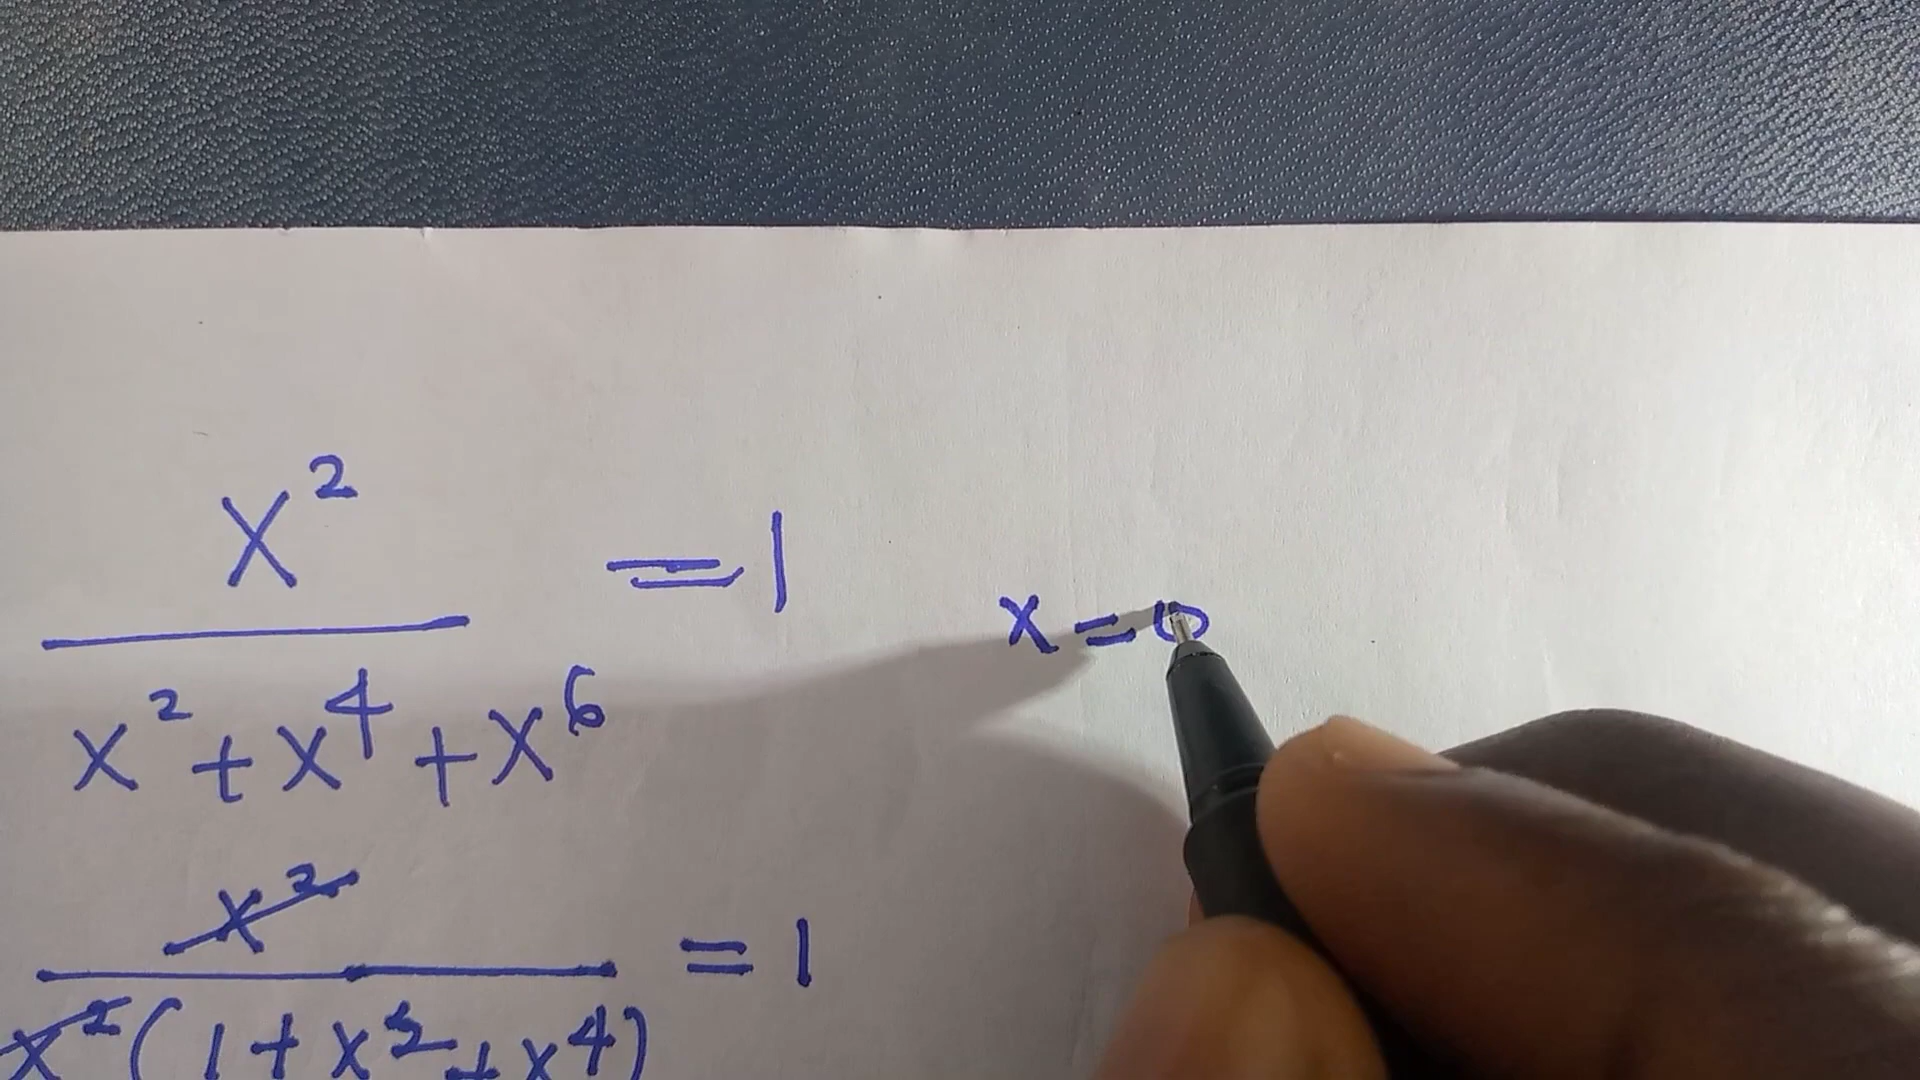 x²/(x²+x⁴+x⁶) = 1
x = 0
x²/(x²(1+x²+x⁴)) = 1